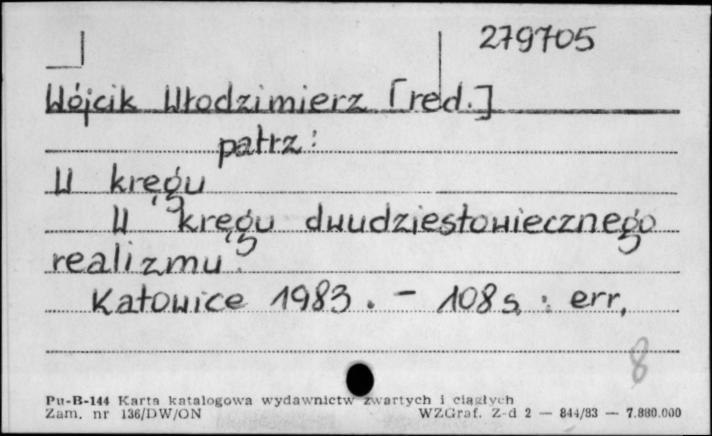 279705
Wójcik Włodzimierz [red.]
patrz:
W kręgu
W kręgu dwudziestowiecznego
realizmu.
Katowice 1983. - 108 s. : err.
8
Pu-B-144 Karta katalogowa wydawnictw zwartych i ciągłych
Zam. nr 136/DW/ON WZGraf. Z-d 2 — 844/83 — 7.880.000